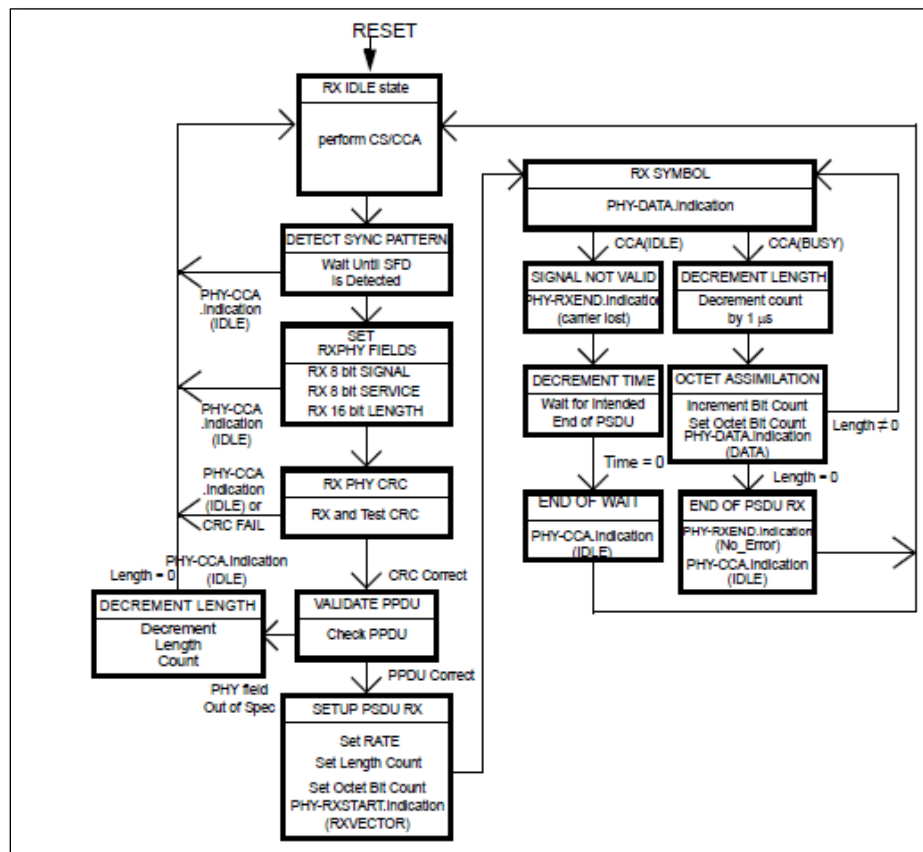 RESET
RX IDLE state
perform CS/CCA
DETECT SYNC PATTERN
Wait Until SFD
is Detected
PHY-CCA
.indication
(IDLE)
SET
RXPHY FIELDS
RX 8 bit SIGNAL
RX 8 bit SERVICE
RX 16 bit LENGTH
PHY-CCA
.indication
(IDLE)
RX PHY CRC
RX and Test CRC
PHY-CCA
.indication
(IDLE) or
CRC FAIL
CRC Correct
PHY-CCA.indication
(IDLE)
Length = 0
VALIDATE PPDU
Check PPDU
DECREMENT LENGTH
Decrement
Length
Count
PHY field
Out of Spec
PPDU Correct
SETUP PSDU RX
Set RATE
Set Length Count
Set Octet Bit Count
PHY-RXSTART.indication
(RXVECTOR)
RX SYMBOL
PHY-DATA.indication
CCA(IDLE)
CCA(BUSY)
SIGNAL NOT VALID
PHY-RXEND.indication
(carrier lost)
DECREMENT TIME
Wait for intended
End of PSDU
Time = 0
END OF WAIT
PHY-CCA.indication
(IDLE)
DECREMENT LENGTH
Decrement count
by 1 μs
OCTET ASSIMILATION
Increment Bit Count
Set Octet Bit Count
PHY-DATA.indication
(DATA)
Length ≠ 0
Length = 0
END OF PSDU RX
PHY-RXEND.indication
(No_Error)
PHY-CCA.indication
(IDLE)